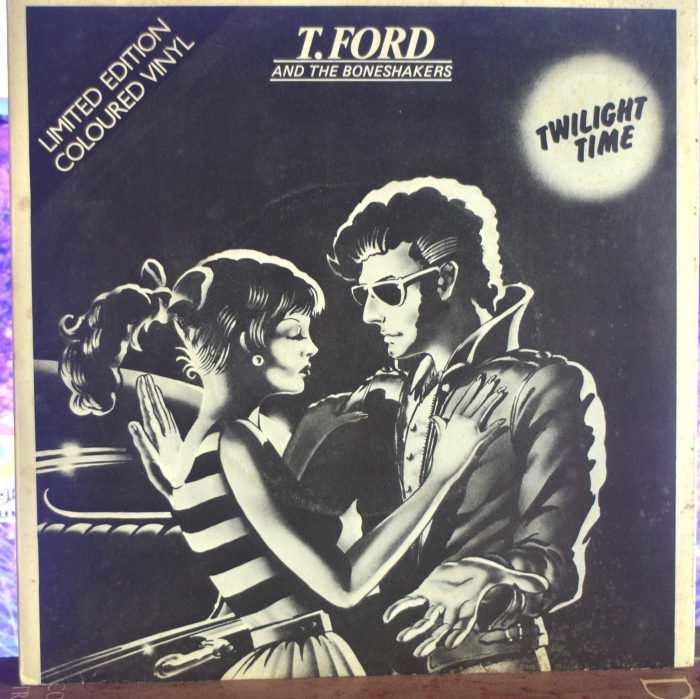 LIMITED EDITION
COLOURED VINYL
T. FORD
AND THE BONESHAKERS
TWILIGHT
TIME